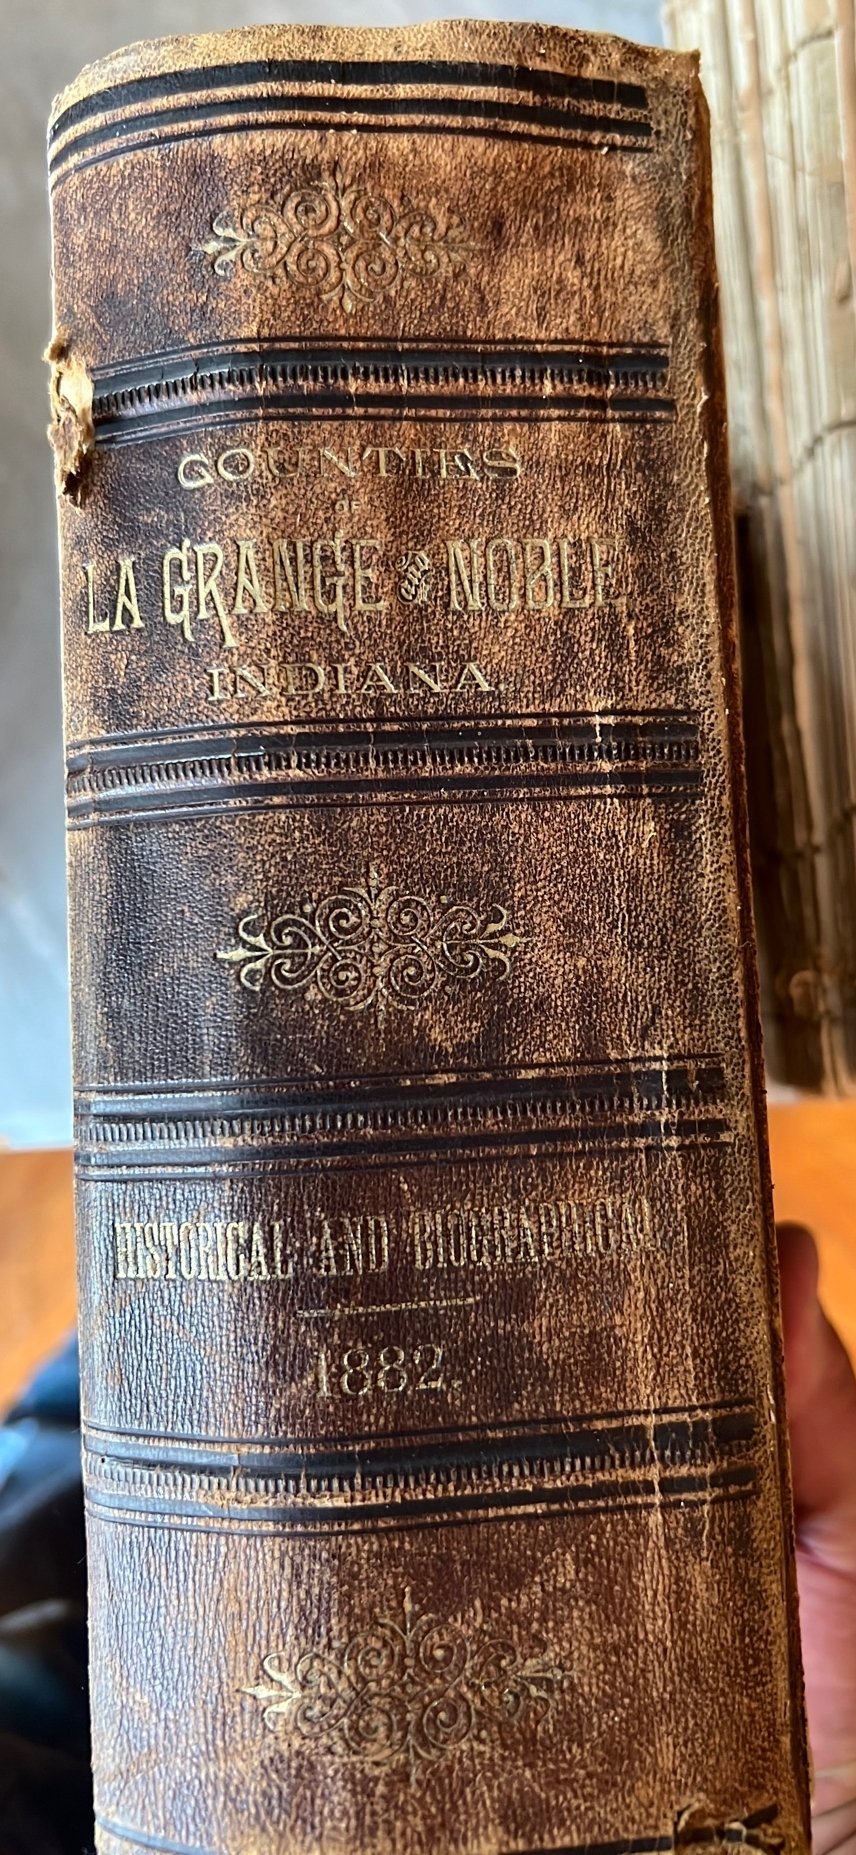 COUNTIES
OF
LA GRANGE AND NOBLE
INDIANA.
HISTORICAL AND BIOGRAPHICAL
1882.